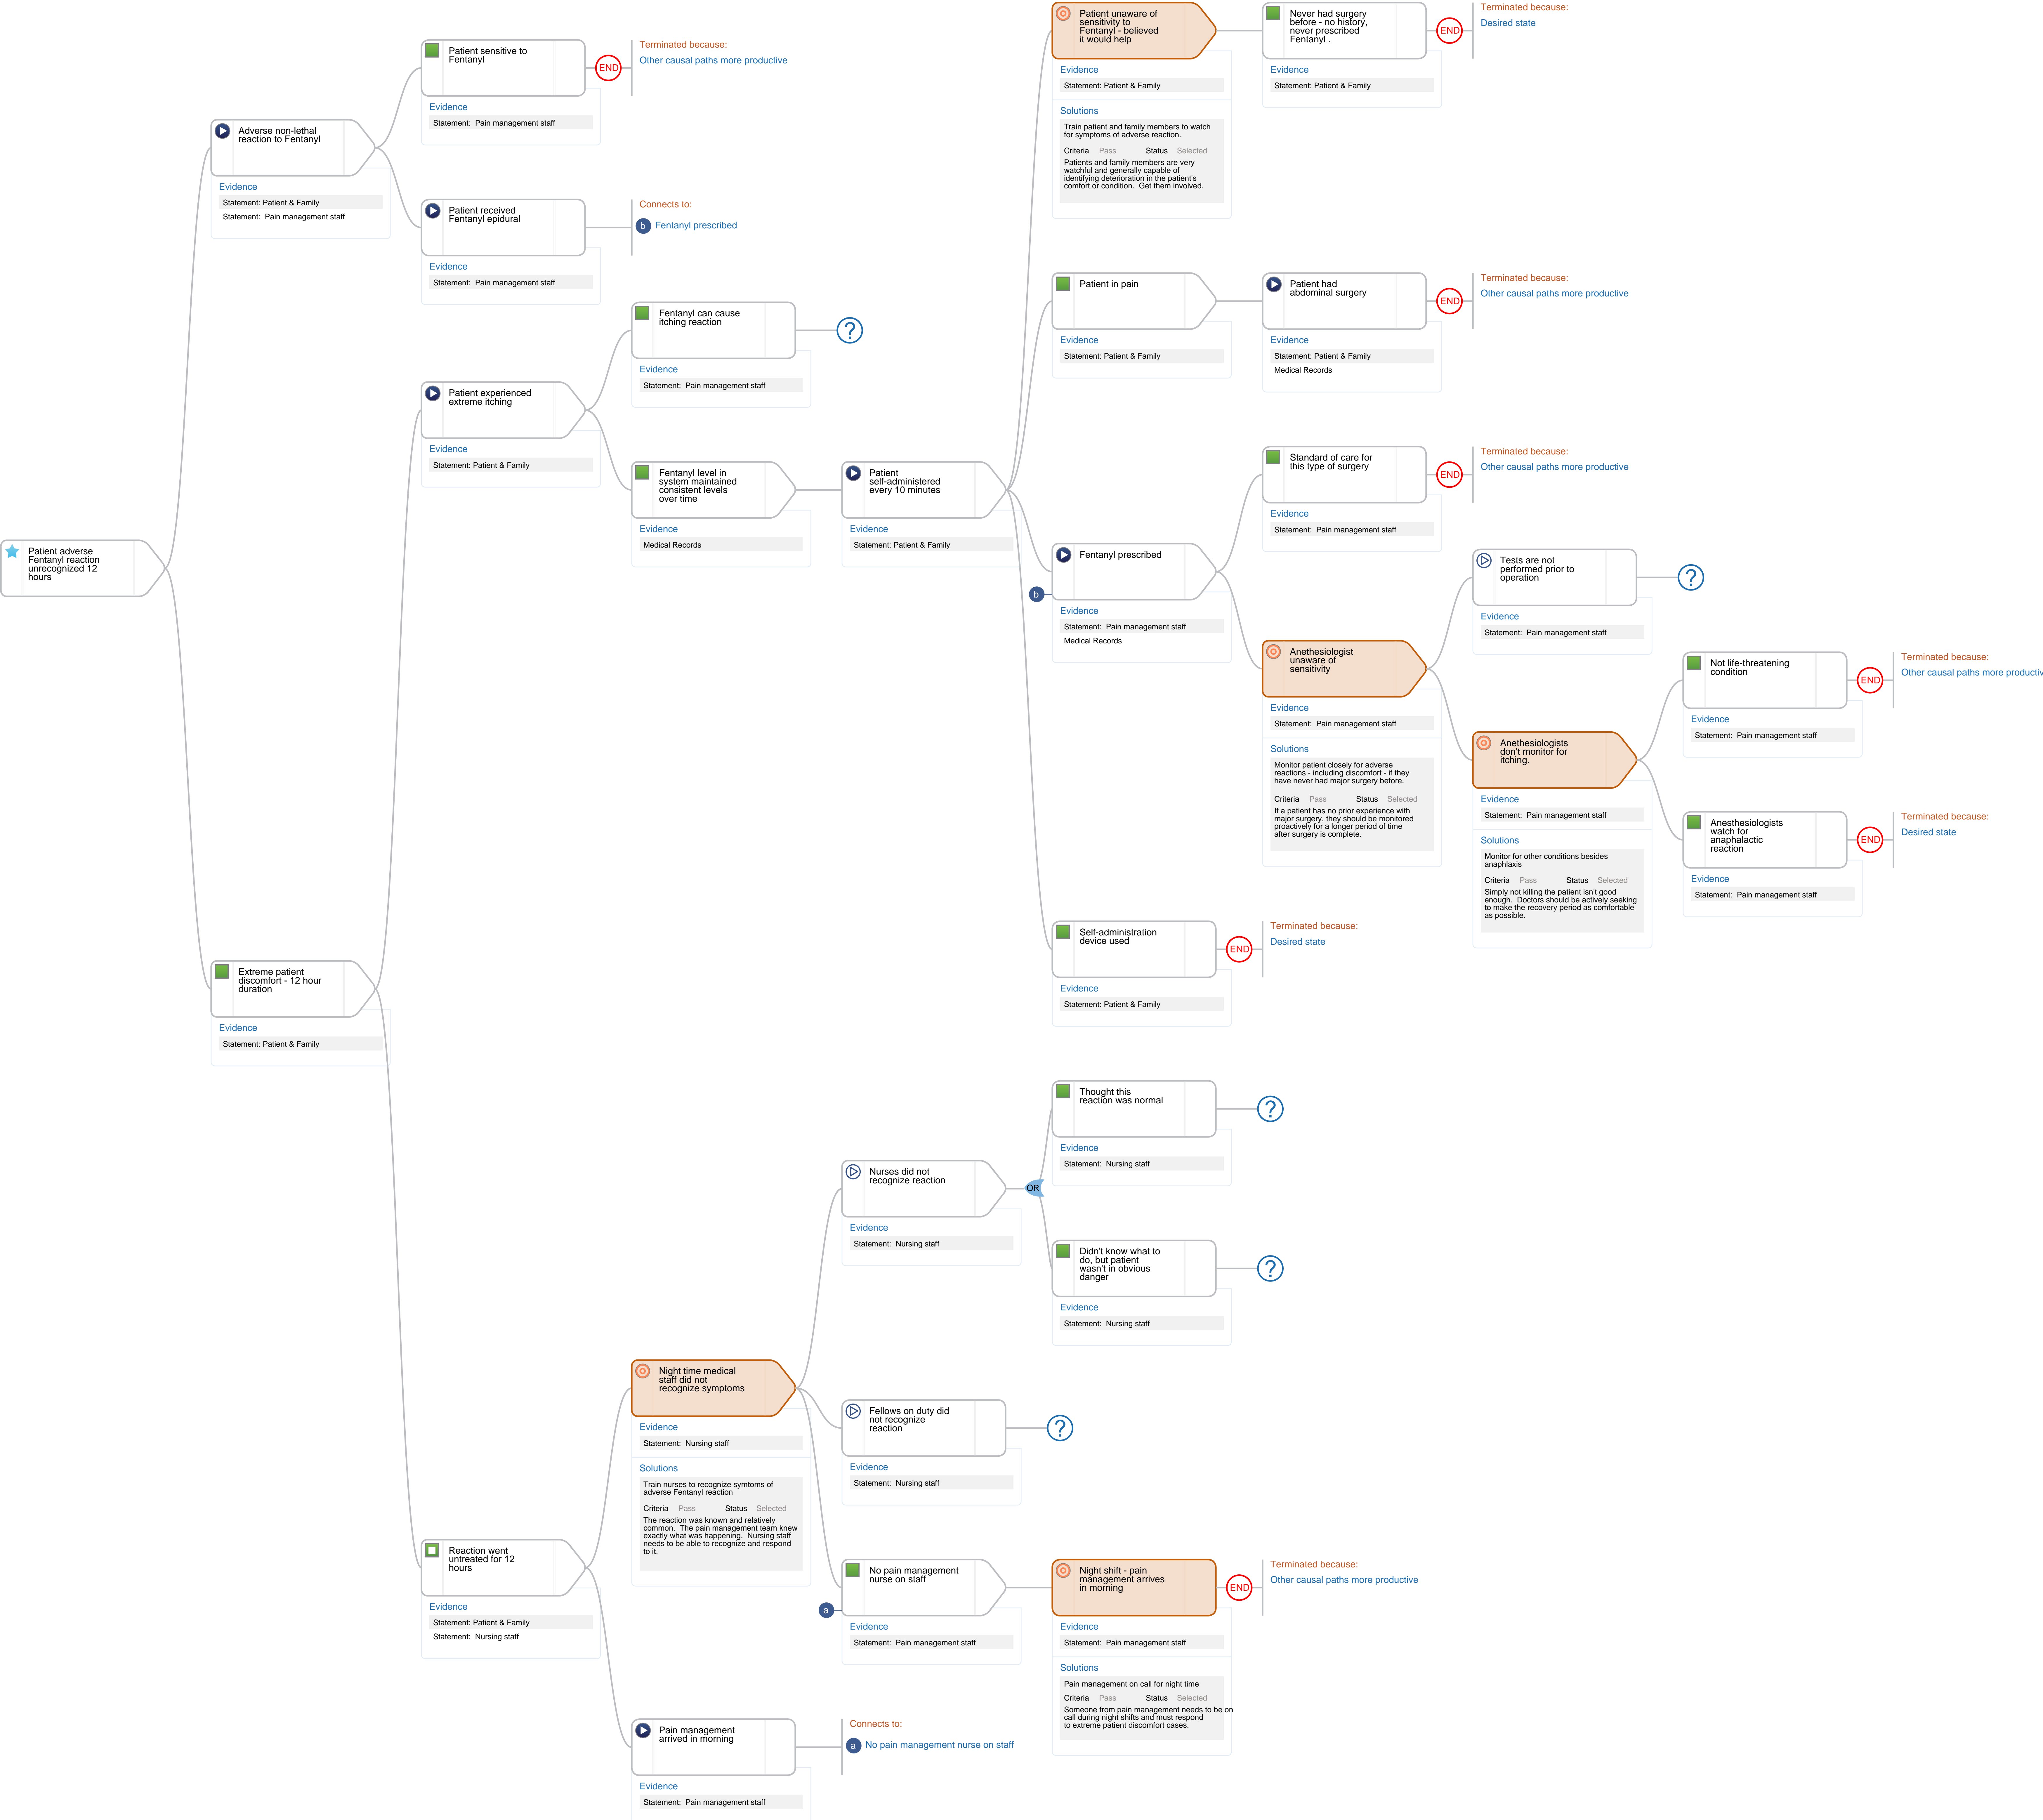 Patient adverse
Fentanyl reaction
unrecognized 12
hours
Adverse non-lethal
reaction to Fentanyl
Evidence
Statement: Patient & Family
Statement:  Pain management staff
Patient sensitive to
Fentanyl
END
Terminated because:
Other causal paths more productive
Evidence
Statement:  Pain management staff
Patient received
Fentanyl epidural
Connects to:
b Fentanyl prescribed
Evidence
Statement:  Pain management staff
Extreme patient
discomfort - 12 hour
duration
Evidence
Statement: Patient & Family
Patient experienced
extreme itching
Evidence
Statement: Patient & Family
Fentanyl can cause
itching reaction
?
Evidence
Statement:  Pain management staff
Fentanyl level in
system maintained
consistent levels
over time
Evidence
Medical Records
Patient
self-administered
every 10 minutes
Evidence
Statement: Patient & Family
Patient unaware of
sensitivity to
Fentanyl - believed
it would help
Evidence
Statement: Patient & Family
Solutions
Train patient and family members to watch
for symptoms of adverse reaction.
Criteria Pass Status Selected
Patients and family members are very
watchful and generally capable of
identifying deterioration in the patient's
comfort or condition.  Get them involved.
Never had surgery
before - no history,
never prescribed
Fentanyl .
END
Terminated because:
Desired state
Evidence
Statement: Patient & Family
Patient in pain
Evidence
Statement: Patient & Family
Patient had
abdominal surgery
END
Terminated because:
Other causal paths more productive
Evidence
Statement: Patient & Family
Medical Records
Fentanyl prescribed
b
Evidence
Statement:  Pain management staff
Medical Records
Standard of care for
this type of surgery
END
Terminated because:
Other causal paths more productive
Evidence
Statement:  Pain management staff
Anethesiologist
unaware of
sensitivity
Evidence
Statement:  Pain management staff
Solutions
Monitor patient closely for adverse
reactions - including discomfort - if they
have never had major surgery before.
Criteria Pass Status Selected
If a patient has no prior experience with
major surgery, they should be monitored
proactively for a longer period of time
after surgery is complete.
Tests are not
performed prior to
operation
?
Evidence
Statement:  Pain management staff
Anethesiologists
don't monitor for
itching.
Evidence
Statement:  Pain management staff
Solutions
Monitor for other conditions besides
anaphlaxis
Criteria Pass Status Selected
Simply not killing the patient isn't good
enough.  Doctors should be actively seeking
to make the recovery period as comfortable
as possible.
Not life-threatening
condition
END
Terminated because:
Other causal paths more productiv
Evidence
Statement:  Pain management staff
Anesthesiologists
watch for
anaphalactic
reaction
END
Terminated because:
Desired state
Evidence
Statement:  Pain management staff
Self-administration
device used
END
Terminated because:
Desired state
Evidence
Statement: Patient & Family
Reaction went
untreated for 12
hours
Evidence
Statement: Patient & Family
Statement:  Nursing staff
Night time medical
staff did not
recognize symptoms
Evidence
Statement:  Nursing staff
Solutions
Train nurses to recognize symtoms of
adverse Fentanyl reaction
Criteria Pass Status Selected
The reaction was known and relatively
common.  The pain management team knew
exactly what was happening.  Nursing staff
needs to be able to recognize and respond
to it.
Nurses did not
recognize reaction
OR
Evidence
Statement:  Nursing staff
Thought this
reaction was normal
?
Evidence
Statement:  Nursing staff
Didn't know what to
do, but patient
wasn't in obvious
danger
?
Evidence
Statement:  Nursing staff
Fellows on duty did
not recognize
reaction
?
Evidence
Statement:  Nursing staff
No pain management
nurse on staff
a
Evidence
Statement:  Pain management staff
Night shift - pain
management arrives
in morning
END
Terminated because:
Other causal paths more productive
Evidence
Statement:  Pain management staff
Solutions
Pain management on call for night time
Criteria Pass Status Selected
Someone from pain management needs to be on
call during night shifts and must respond
to extreme patient discomfort cases.
Pain management
arrived in morning
Connects to:
a No pain management nurse on staff
Evidence
Statement:  Pain management staff